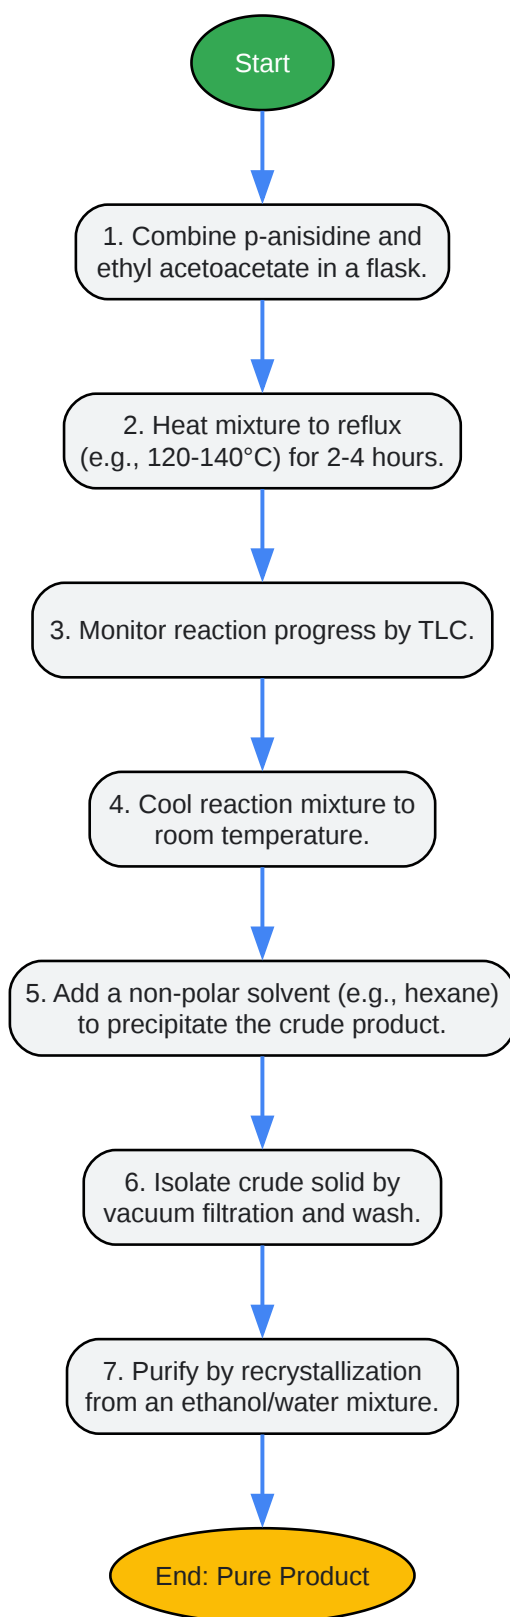 Start
1. Combine p-anisidine and
ethyl acetoacetate in a flask.
2. Heat mixture to reflux
(e.g., 120-140°C) for 2-4 hours.
3. Monitor reaction progress by TLC.
4. Cool reaction mixture to
room temperature.
5. Add a non-polar solvent (e.g., hexane)
to precipitate the crude product.
6. Isolate crude solid by
vacuum filtration and wash.
7. Purify by recrystallization
from an ethanol/water mixture.
End: Pure Product